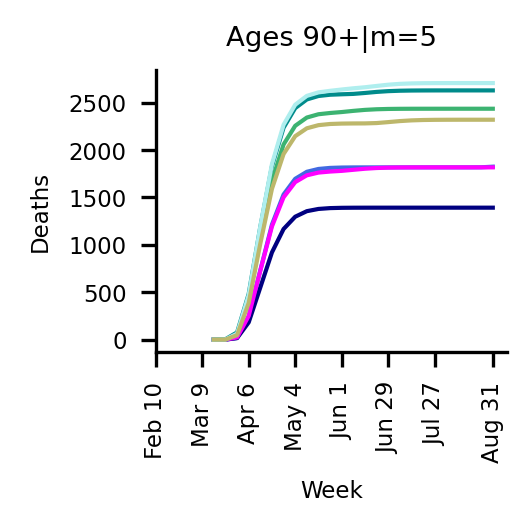 Ages 90+|m=5
Deaths
2500
2000
1500
1000
500
0
Feb 10
Mar 9
Apr 6
May 4
Jun 1
Jun 29
Jul 27
Aug 31
Week